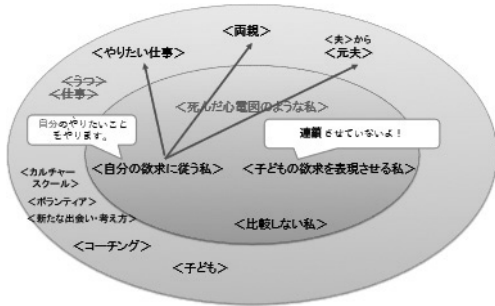 <両親>
<やりたい仕事>
<夫>から
<元夫>
<うつ>
<仕事>
<死んだ心電図のような私>
自分のやりたいこと
をやります。
連鎖させていないよ！
<自分の欲求に従う私>
<子どもの欲求を表現させる私>
<カルチャー
スクール>
<ボランティア>
<新たな出会い・考え方>
<比較しない私>
<コーチング>
<子ども>